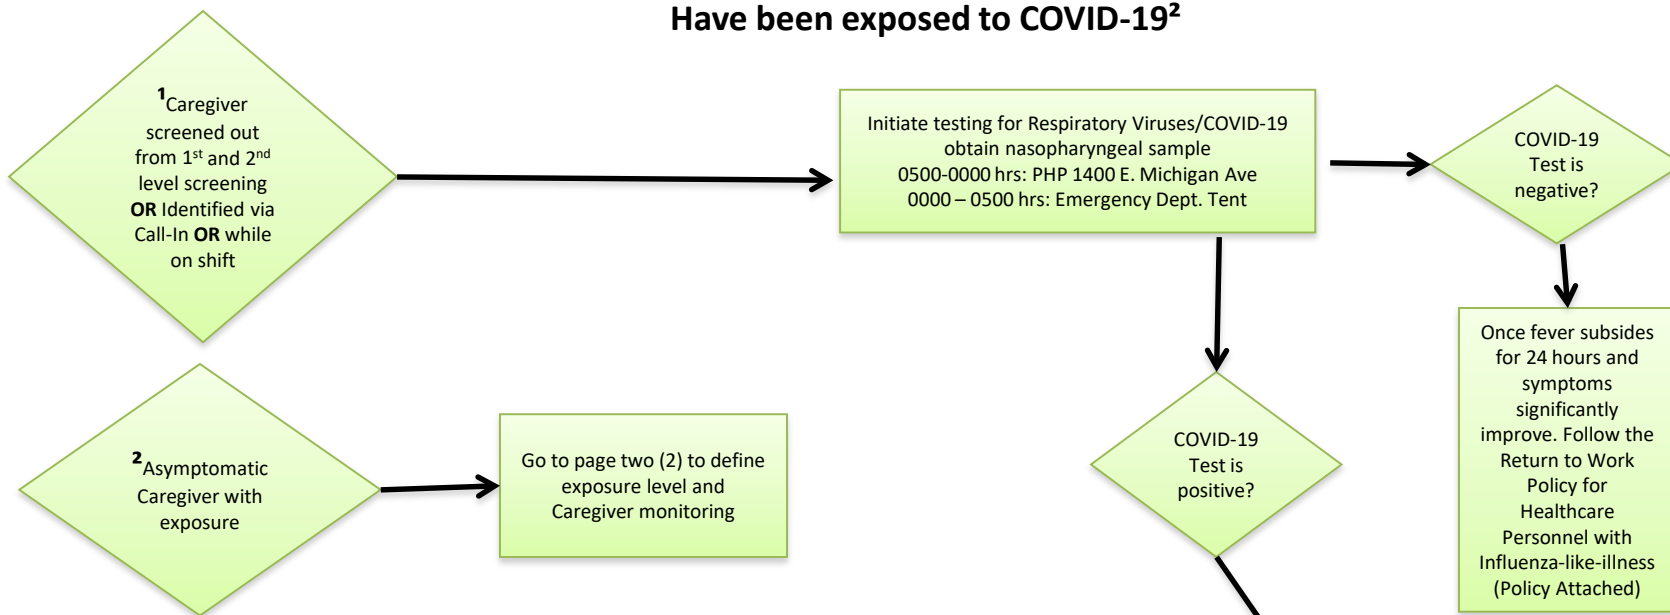 Have been exposed to COVID-19²
¹Caregiver
screened out
from 1st and 2nd
level screening
OR Identified via
Call-In OR while
on shift
Initiate testing for Respiratory Viruses/COVID-19
obtain nasopharyngeal sample
0500-0000 hrs: PHP 1400 E. Michigan Ave
0000 – 0500 hrs: Emergency Dept. Tent
COVID-19
Test is
negative?
Once fever subsides
for 24 hours and
symptoms
significantly
improve. Follow the
Return to Work
Policy for
Healthcare
Personnel with
Influenza-like-illness
(Policy Attached)
COVID-19
Test is
positive?
²Asymptomatic
Caregiver with
exposure
Go to page two (2) to define
exposure level and
Caregiver monitoring